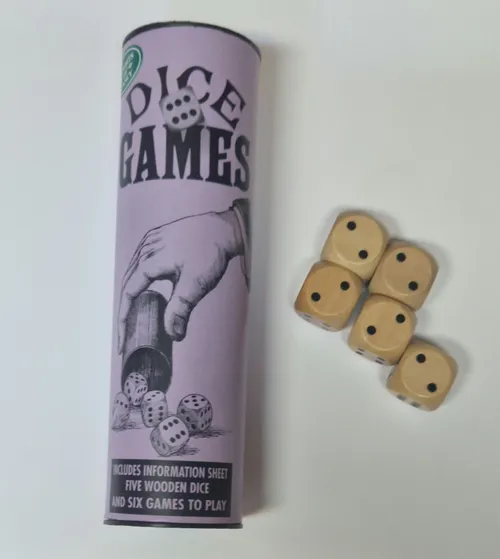 DICE
GAMES
INCLUDES INFORMATION SHEET
FIVE WOODEN DICE
AND SIX GAMES TO PLAY